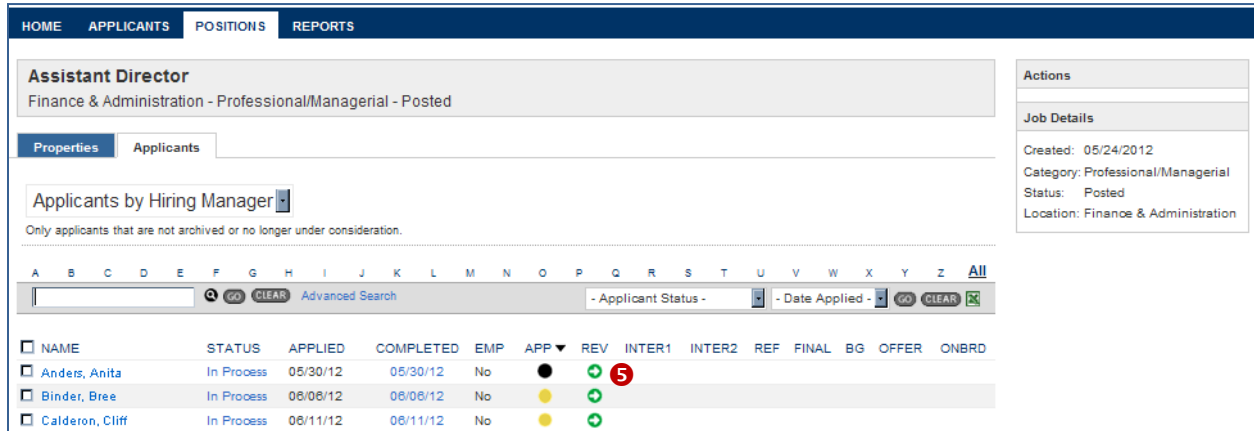 HOME APPLICANTS POSITIONS REPORTS
Assistant Director
Finance & Administration - Professional/Managerial - Posted
Actions
Job Details
Created: 05/24/2012
Category: Professional/Managerial
Status: Posted
Location: Finance & Administration
Properties Applicants
Applicants by Hiring Manager
Only applicants that are not archived or no longer under consideration.
A B C D E F G H I J K L M N O P Q R S T U V W X Y Z All
GO CLEAR Advanced Search - Applicant Status - - Date Applied - GO CLEAR
NAME STATUS APPLIED COMPLETED EMP APP REV INTER1 INTER2 REF FINAL BG OFFER ONBRD
Anders, Anita In Process 05/30/12 05/30/12 No 5
Binder, Bree In Process 06/06/12 06/06/12 No
Calderon, Cliff In Process 06/11/12 06/11/12 No